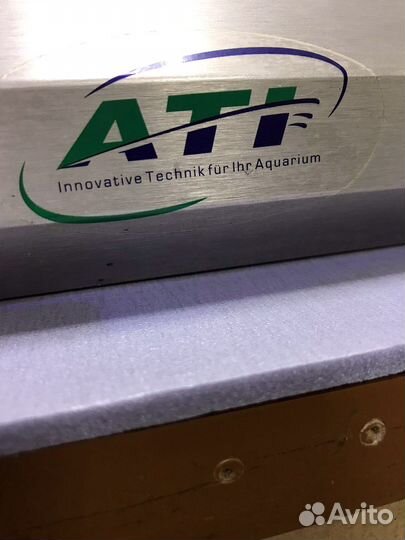 ATI
Innovative Technik für Ihr Aquarium
Avito